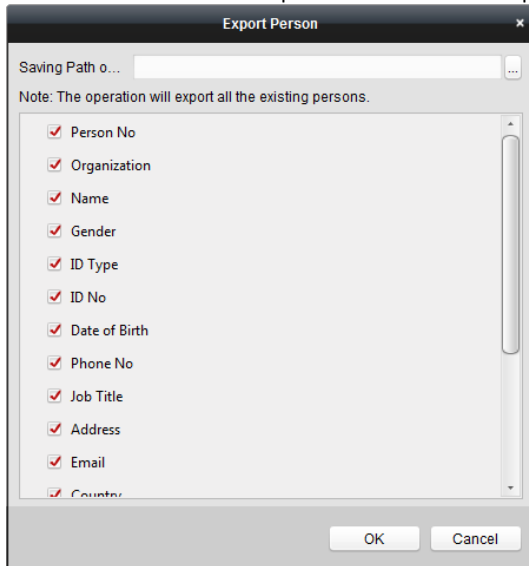 Export Person
×
Saving Path o...
...
Note: The operation will export all the existing persons.
Person No
Organization
Name
Gender
ID Type
ID No
Date of Birth
Phone No
Job Title
Address
Email
Country
OK
Cancel